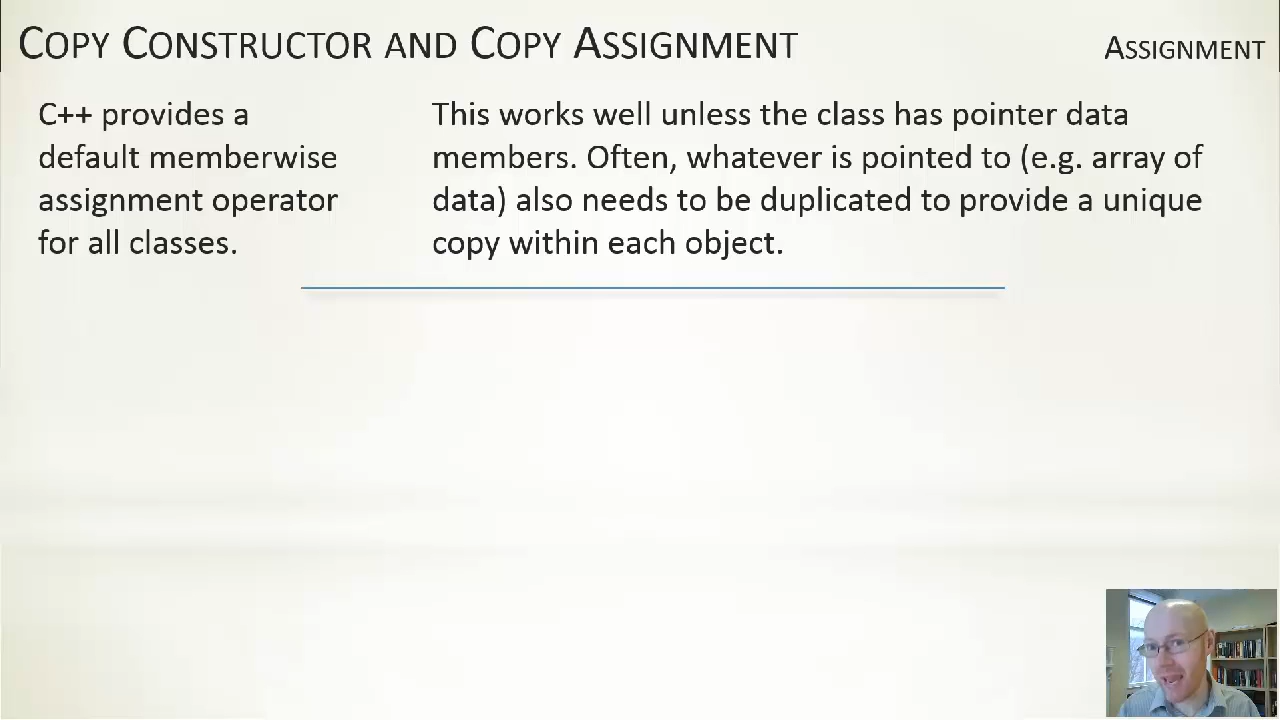 COPY CONSTRUCTOR AND COPY ASSIGNMENT
ASSIGNMENT
C++ provides a
default memberwise
assignment operator
for all classes.
This works well unless the class has pointer data
members. Often, whatever is pointed to (e.g. array of
data) also needs to be duplicated to provide a unique
copy within each object.